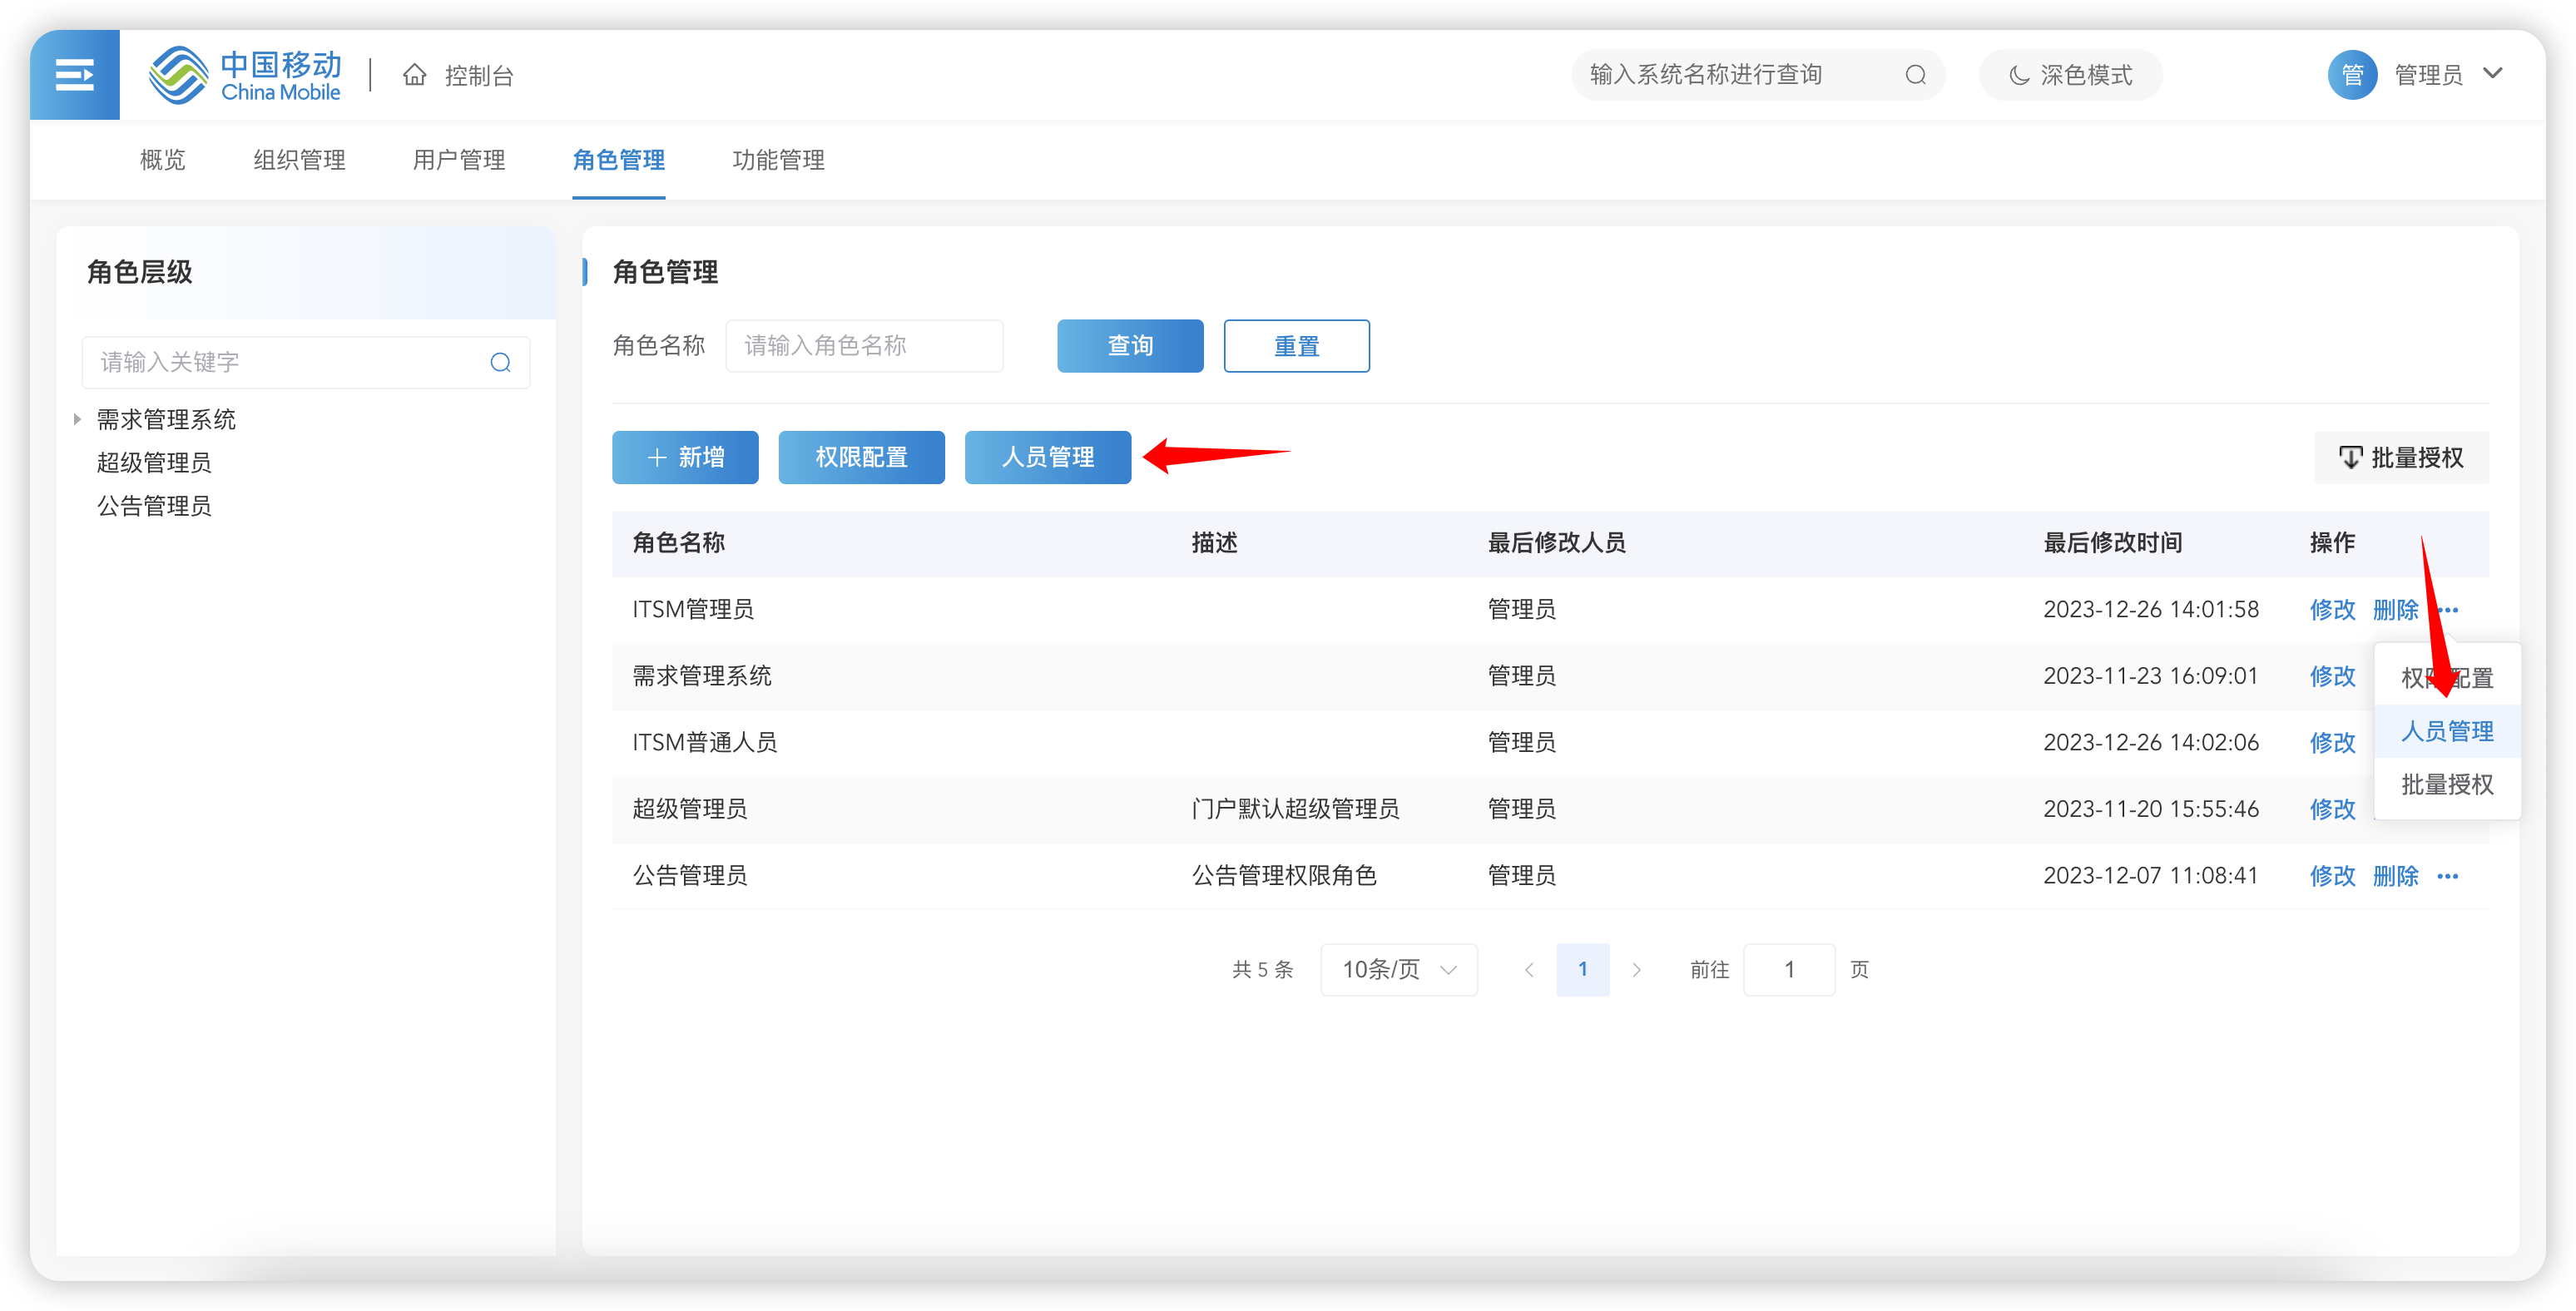 中国移动
China Mobile
控制台
输入系统名称进行查询
深色模式
管
管理员
概览
组织管理
用户管理
角色管理
功能管理
角色层级
请输入关键字
需求管理系统
超级管理员
公告管理员
角色管理
角色名称
请输入角色名称
查询
重置
新增
权限配置
人员管理
批量授权
角色名称 描述 最后修改人员 最后修改时间 操作
ITSM管理员 管理员 2023-12-26 14:01:58 修改 删除
需求管理系统 管理员 2023-11-23 16:09:01 修改
ITSM普通人员 管理员 2023-12-26 14:02:06 修改
超级管理员 门户默认超级管理员 管理员 2023-11-20 15:55:46 修改
公告管理员 公告管理权限角色 管理员 2023-12-07 11:08:41 修改 删除
权限配置
人员管理
批量授权
共 5 条 10条/页 1 前往 1 页